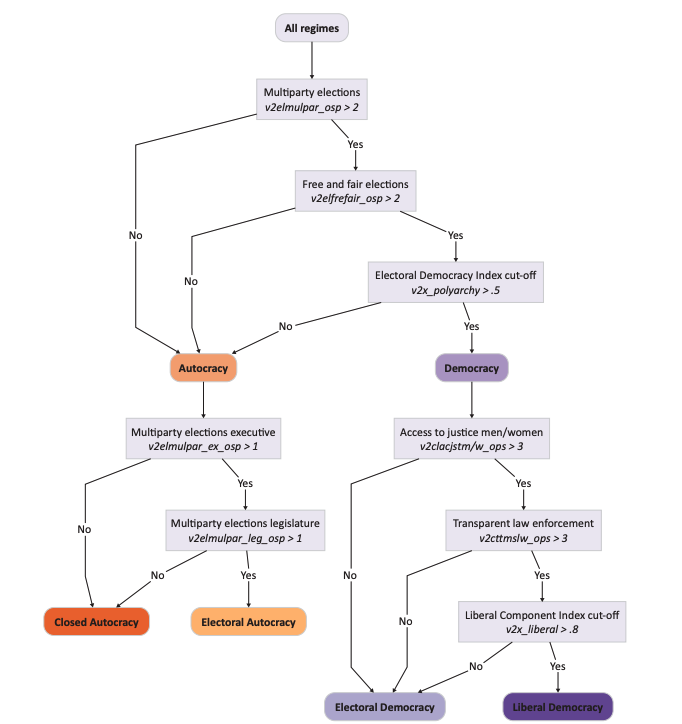 All regimes
Multiparty elections
v2elmulpar_osp > 2
Yes
Free and fair elections
v2elfrefair_osp > 2
No
Yes
Electoral Democracy Index cut-off
v2x_polyarchy > .5
No
No
Yes
Autocracy
Democracy
Multiparty elections executive
v2elmulpar_ex_osp > 1
Access to justice men/women
v2clacjstm/w_ops > 3
Yes
Yes
Multiparty elections legislature
v2elmulpar_leg_osp > 1
Transparent law enforcement
v2cttmslw_ops > 3
No
No
Yes
No
Yes
Closed Autocracy
Electoral Autocracy
Liberal Component Index cut-off
v2x_liberal > .8
No
No
Yes
Electoral Democracy
Liberal Democracy